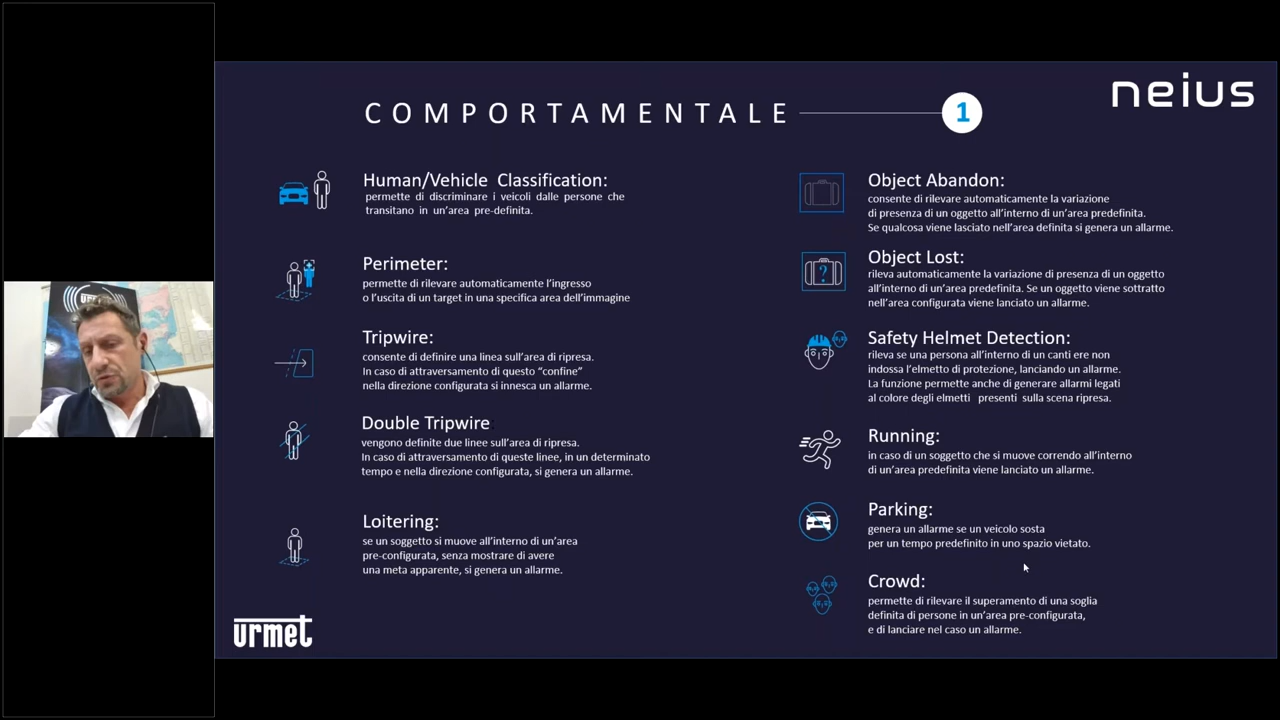 neius
COMPORTAMENTALE
1
Human/Vehicle Classification:
permette di discriminare i veicoli dalle persone che
transitano in un'area pre-definita.
Perimeter:
permette di rilevare automaticamente l'ingresso
o l'uscita di un target in una specifica area dell'immagine
Tripwire:
consente di definire una linea sull'area di ripresa.
In caso di attraversamento di questo “confine”
nella direzione configurata si innesca un allarme.
Double Tripwire
vengono definite due linee sull'area di ripresa.
In caso di attraversamento di queste linee, in un determinato
tempo e nella direzione configurata, si genera un allarme.
Loitering:
se un soggetto si muove all'interno di un'area
pre-configurata, senza mostrare di avere
una meta apparente, si genera un allarme.
urmet
Object Abandon:
consente di rilevare automaticamente la variazione
di presenza di un oggetto all'interno di un'area predefinita.
Se qualcosa viene lasciato nell'area definita si genera un allarme.
Object Lost:
rileva automaticamente la variazione di presenza di un oggetto
all'interno di un'area predefinita. Se un oggetto viene sottratto
nell'area configurata viene lanciato un allarme.
Safety Helmet Detection:
rileva se una persona all'interno di un canti ere non
indossa l'elmetto di protezione, lanciando un allarme.
La funzione permette anche di generare allarmi legati
al colore degli elmetti presenti sulla scena ripresa.
Running:
in caso di un soggetto che si muove correndo all'interno
di un'area predefinita viene lanciato un allarme.
Parking:
genera un allarme se un veicolo sosta
per un tempo predefinito in uno spazio vietato.
Crowd:
permette di rilevare il superamento di una soglia
definita di persone in un'area pre-configurata,
e di lanciare nel caso un allarme.